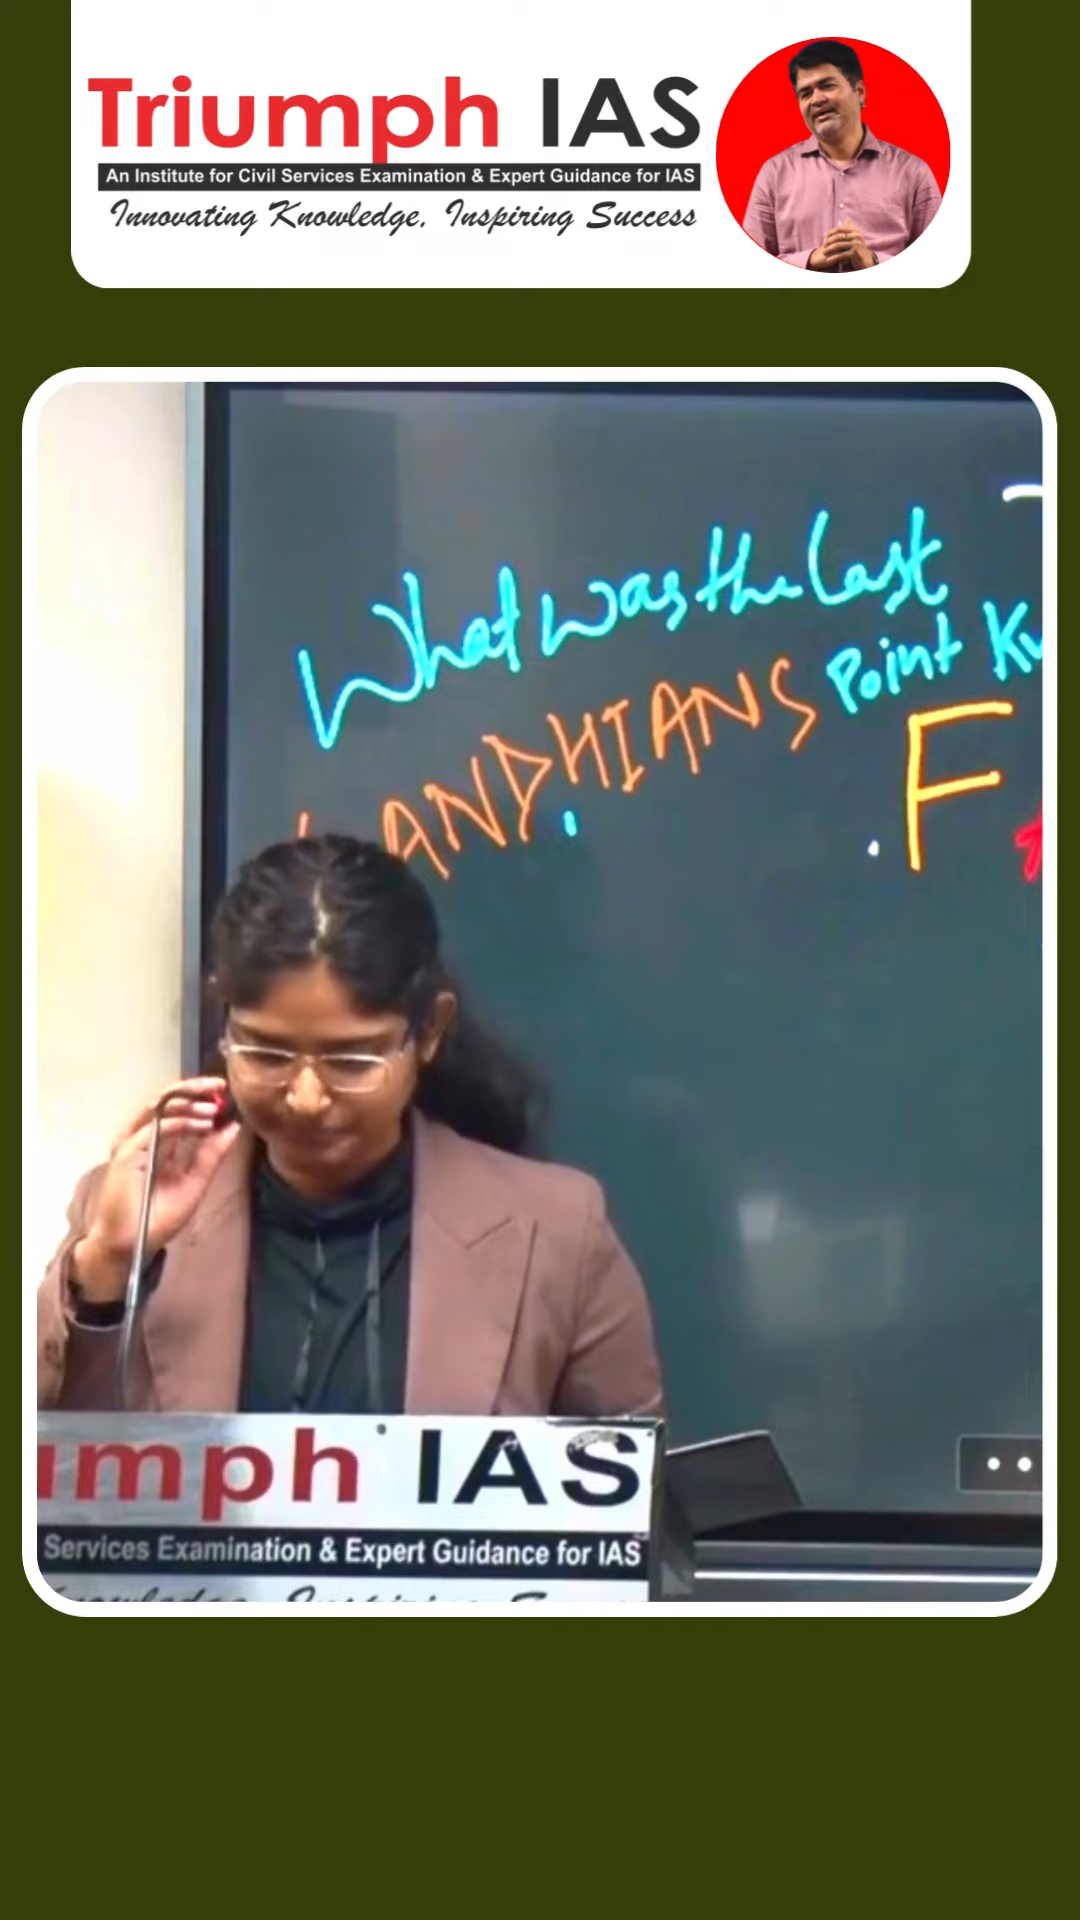 Triumph IAS
An Institute for Civil Services Examination & Expert Guidance for IAS
Innovating Knowledge, Inspiring Success
What was the last
Point
ANDHIANS
F
umph IAS
Services Examination & Expert Guidance for IAS